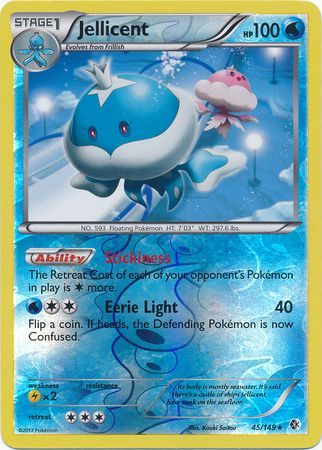 STAGE1
Jellicent
HP100
Evolves from Frillish
NO. 593 Floating Pokémon HT: 7'03" WT: 297.6 lbs.
Ability Stickiness
The Retreat Cost of each of your opponent's Pokémon
in play is more.
Eerie Light 40
Flip a coin. If heads, the Defending Pokémon is now
Confused.
weakness resistance
×2
Its body is mostly seawater. It's said
there's a castle of ships Jellicent
have sunk on the seafloor.
retreat
Illus. Kouki Saitou
45/149★
©2012 Pokémon